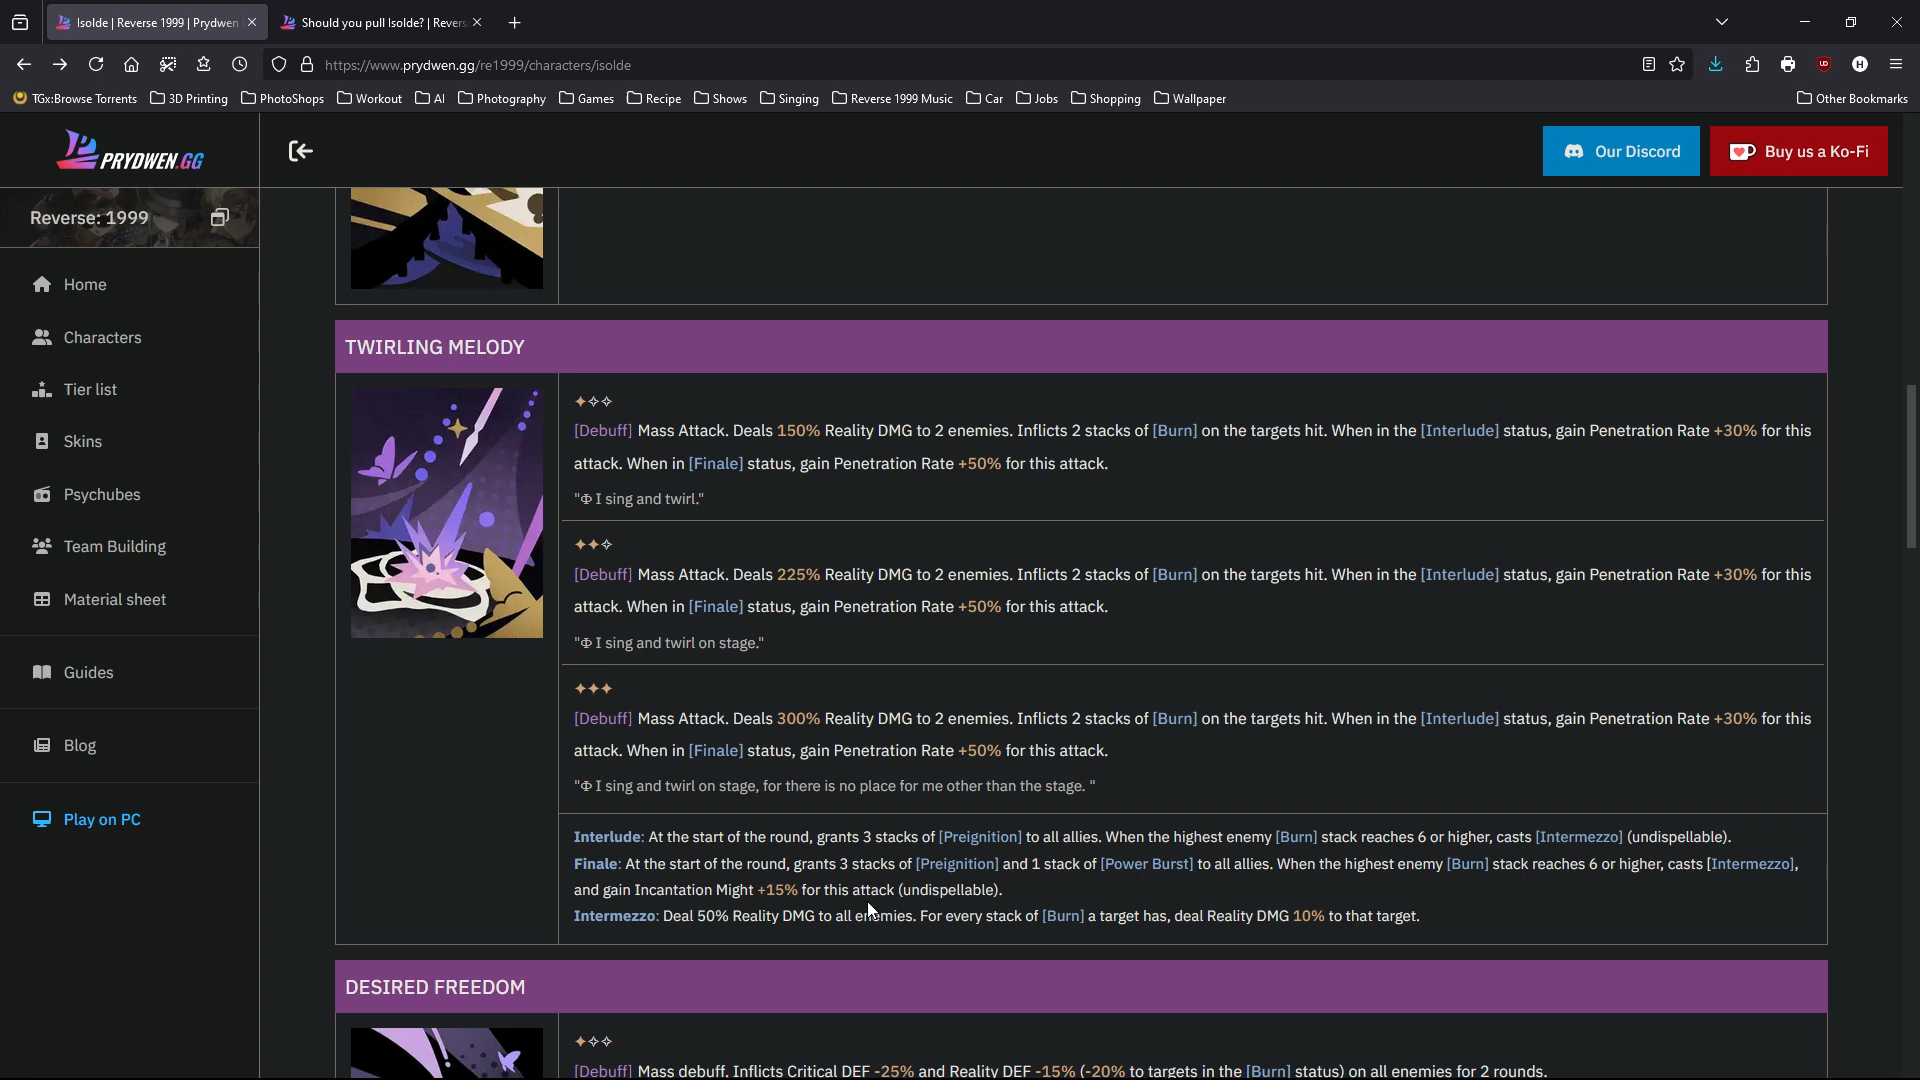 Isolde | Reverse 1999 | Prydwen
Should you pull Isolde? | Revers
https://www.prydwen.gg/re1999/characters/isolde
TGx:Browse Torrents 3D Printing PhotoShops Workout AI Photography Games Recipe Shows Singing Reverse 1999 Music Car Jobs Shopping Wallpaper Other Bookmarks
PRYDWEN.GG
Our Discord
Buy us a Ko-Fi
Reverse: 1999
Home
Characters
Tier list
Skins
Psychubes
Team Building
Material sheet
Guides
Blog
Play on PC
TWIRLING MELODY
✦✧✧
[Debuff] Mass Attack. Deals 150% Reality DMG to 2 enemies. Inflicts 2 stacks of [Burn] on the targets hit. When in the [Interlude] status, gain Penetration Rate +30% for this
attack. When in [Finale] status, gain Penetration Rate +50% for this attack.
"Φ I sing and twirl."
✦✦✧
[Debuff] Mass Attack. Deals 225% Reality DMG to 2 enemies. Inflicts 2 stacks of [Burn] on the targets hit. When in the [Interlude] status, gain Penetration Rate +30% for this
attack. When in [Finale] status, gain Penetration Rate +50% for this attack.
"Φ I sing and twirl on stage."
✦✦✦
[Debuff] Mass Attack. Deals 300% Reality DMG to 2 enemies. Inflicts 2 stacks of [Burn] on the targets hit. When in the [Interlude] status, gain Penetration Rate +30% for this
attack. When in [Finale] status, gain Penetration Rate +50% for this attack.
"Φ I sing and twirl on stage, for there is no place for me other than the stage. "
Interlude: At the start of the round, grants 3 stacks of [Preignition] to all allies. When the highest enemy [Burn] stack reaches 6 or higher, casts [Intermezzo] (undispellable).
Finale: At the start of the round, grants 3 stacks of [Preignition] and 1 stack of [Power Burst] to all allies. When the highest enemy [Burn] stack reaches 6 or higher, casts [Intermezzo],
and gain Incantation Might +15% for this attack (undispellable).
Intermezzo: Deal 50% Reality DMG to all enemies. For every stack of [Burn] a target has, deal Reality DMG 10% to that target.
DESIRED FREEDOM
✦✧✧
[Debuff] Mass debuff. Inflicts Critical DEF -25% and Reality DEF -15% (-20% to targets in the [Burn] status) on all enemies for 2 rounds.